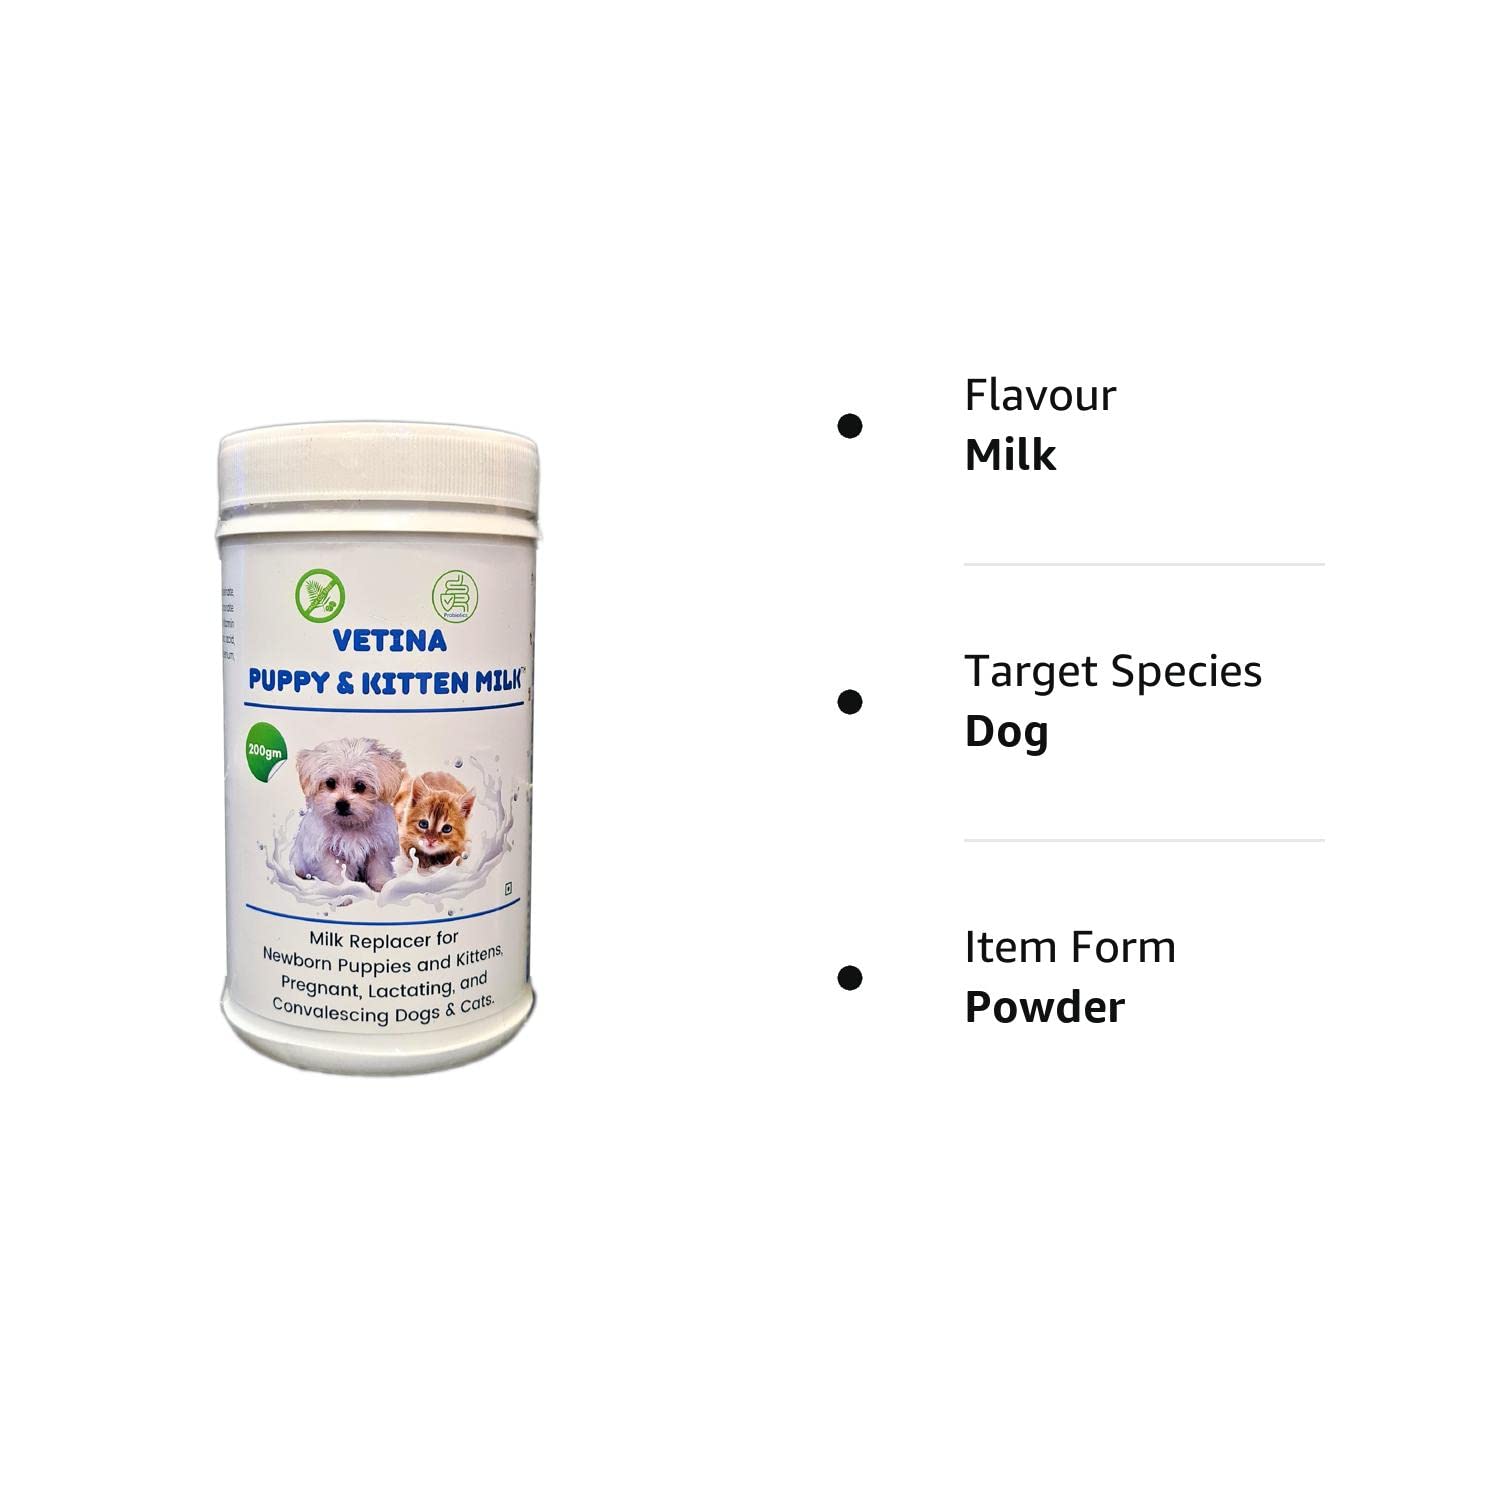 Probiotics
VETINA
PUPPY & KITTEN MILK™
200gm
Milk Replacer for
Newborn Puppies and Kittens,
Pregnant, Lactating, and
Convalescing Dogs & Cats.
Flavour
Milk
Target Species
Dog
Item Form
Powder